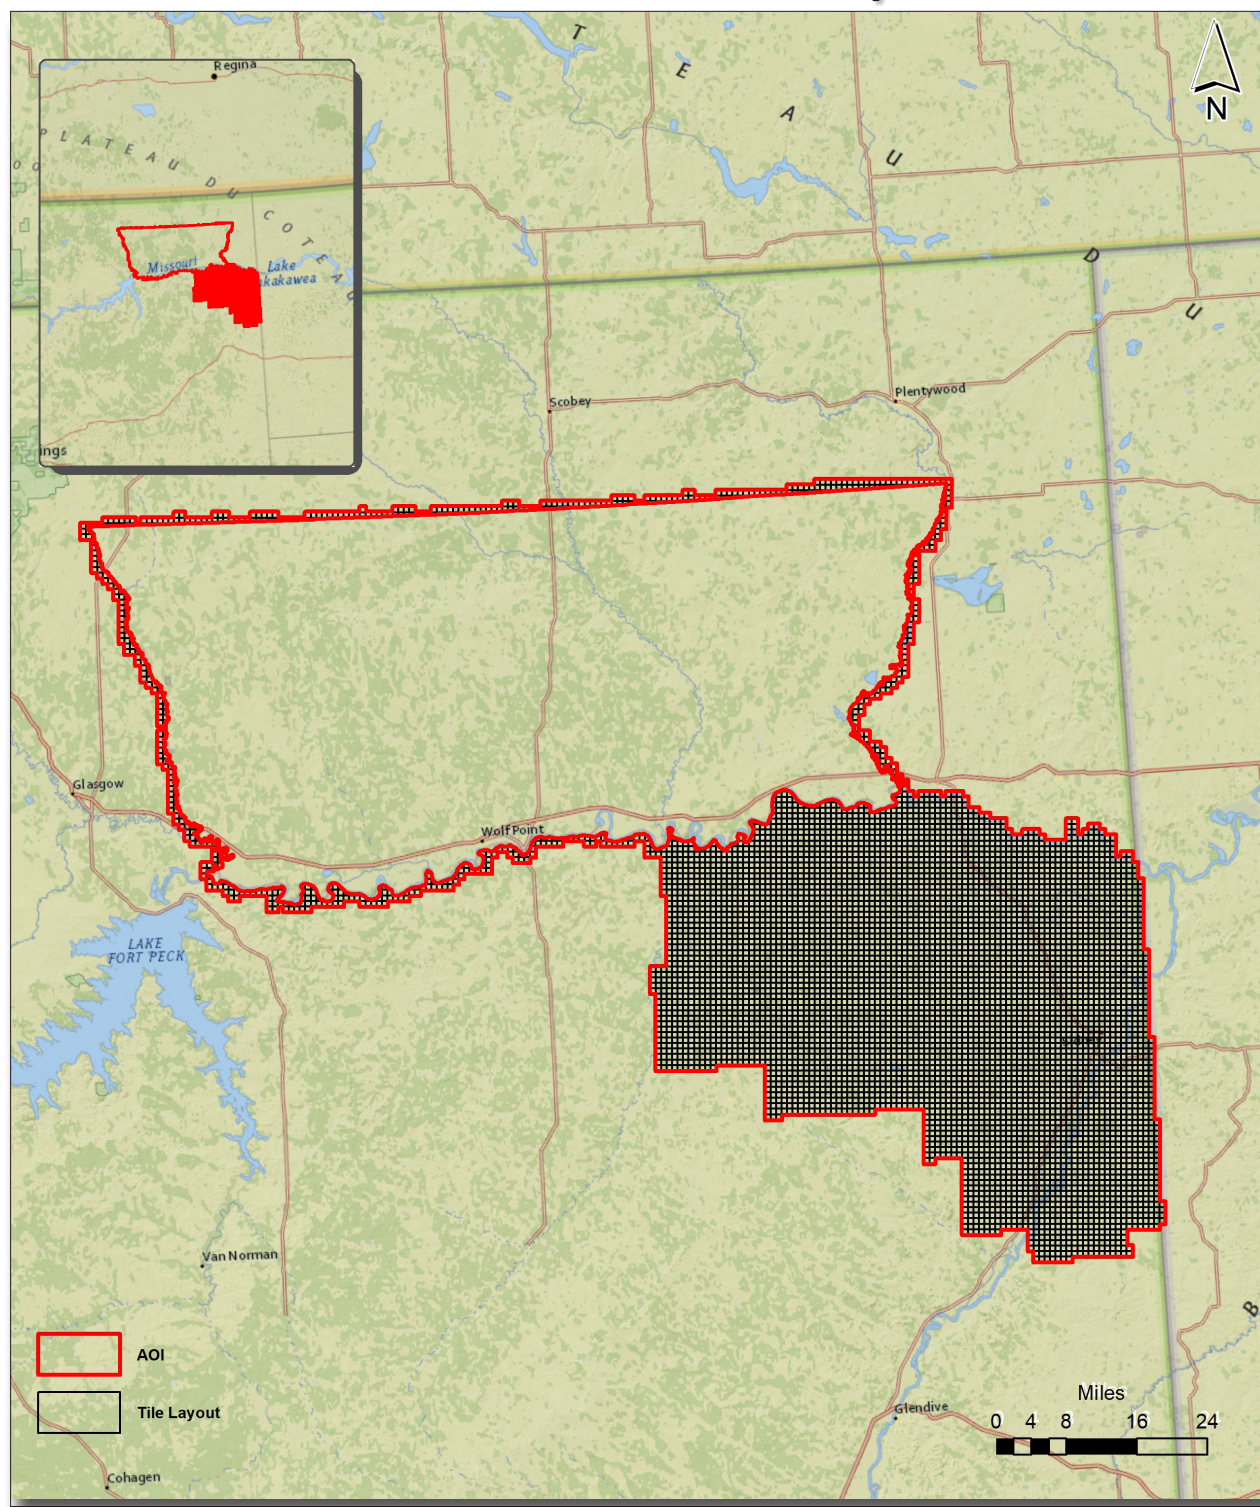 T
E
A
U
D
U
B
N
Regina
PLATEAU DU COTEAU
Missouri
Lake
akakawea
ings
Scobey
Plentywood
Glasgow
Wolf Point
LAKE
FORT PECK
Van Norman
Glendive
Cohagen
AOI
Tile Layout
Miles
0 4 8 16 24